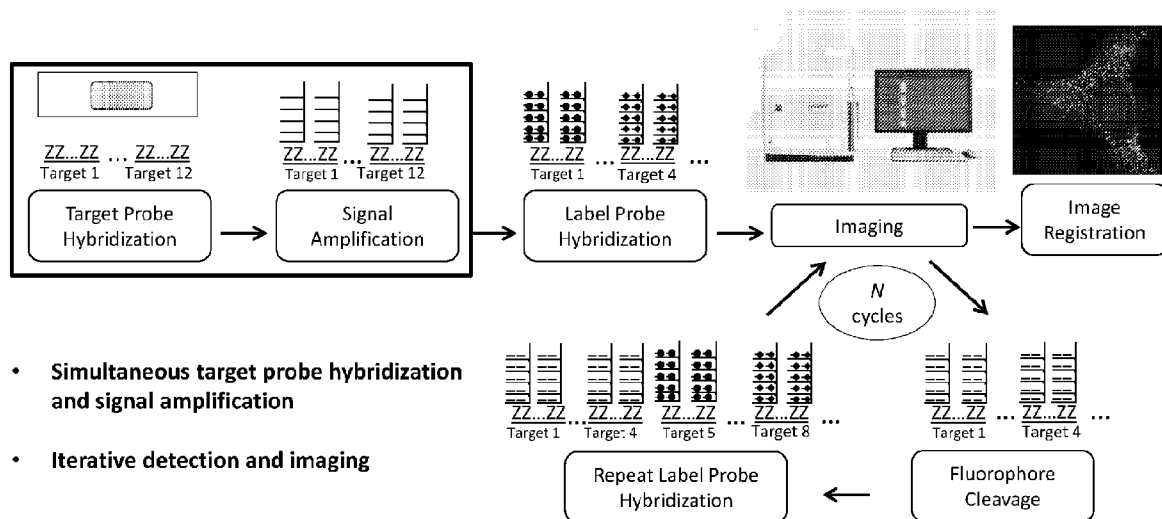 ZZ...ZZ ... ZZ...ZZ
Target 1 Target 12
Target Probe
Hybridization
ZZ...ZZ ... ZZ...ZZ
Target 1 Target 12
Signal
Amplification
ZZ...ZZ ... ZZ...ZZ ...
Target 1 Target 4
Label Probe
Hybridization
Imaging
Image
Registration
N
cycles
• Simultaneous target probe hybridization
and signal amplification
• Iterative detection and imaging
ZZ...ZZ ... ZZ...ZZ ZZ...ZZ ... ZZ...ZZ ...
Target 1 Target 4 Target 5 Target 8
Repeat Label Probe
Hybridization
ZZ...ZZ ... ZZ...ZZ ...
Target 1 Target 4
Fluorophore
Cleavage